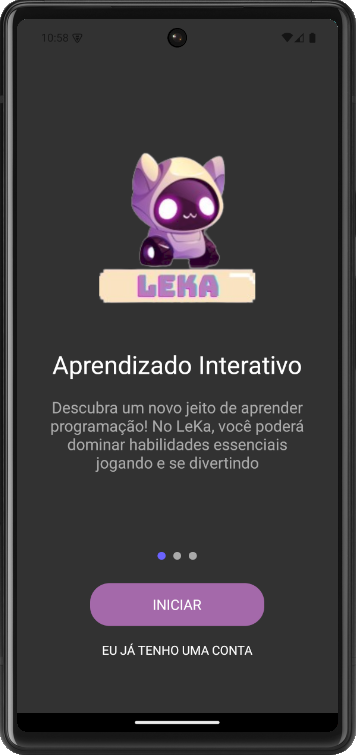 10:58
LEKA
Aprendizado Interativo
Descubra um novo jeito de aprender
programação! No LeKa, você poderá
dominar habilidades essenciais
jogando e se divertindo
INICIAR
EU JÁ TENHO UMA CONTA